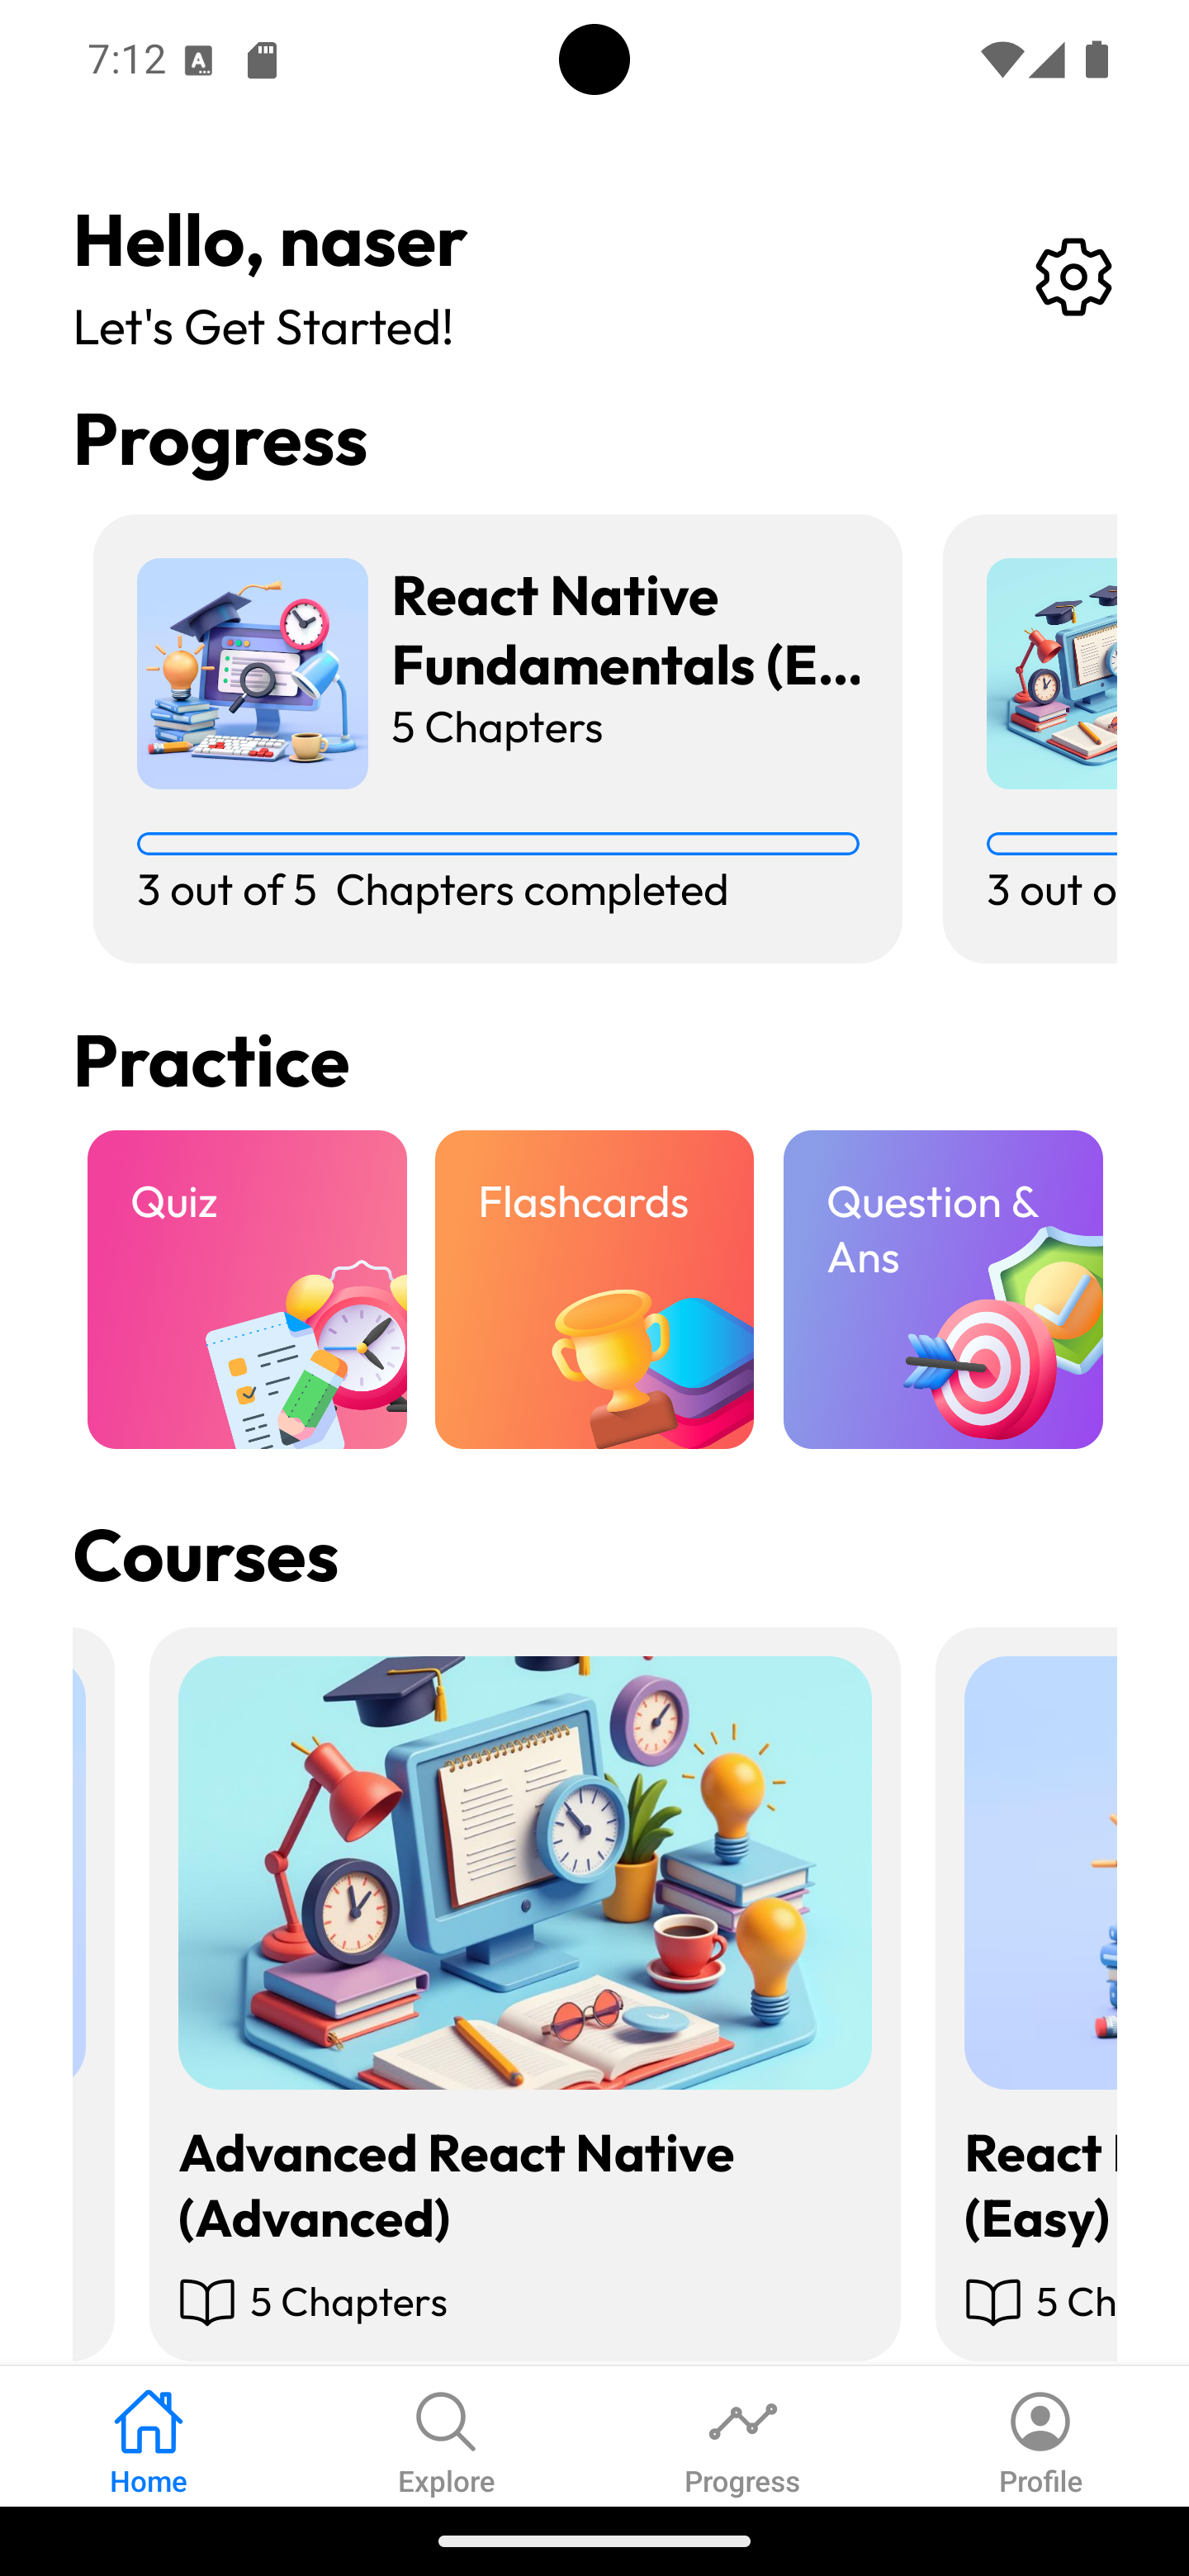 7:12
Hello, naser
Let's Get Started!
Progress
React Native
Fundamentals (E...
5 Chapters
3 out of 5 Chapters completed
3 out o
Practice
Quiz
Flashcards
Question &
Ans
Courses
Advanced React Native
(Advanced)
5 Chapters
React
(Easy)
5 Ch
Home
Explore
Progress
Profile